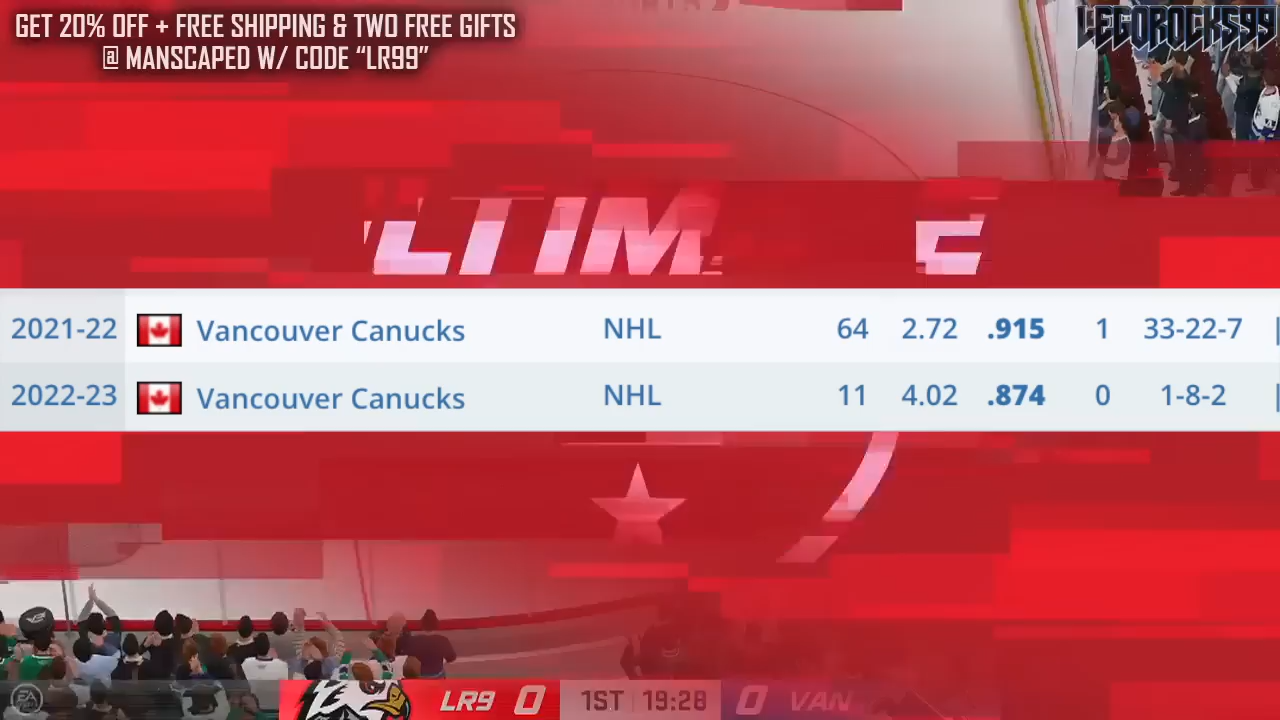 GET 20% OFF + FREE SHIPPING & TWO FREE GIFTS
@ MANSCAPED W/ CODE “LR99”
LEGOROCKS99
2021-22 Vancouver Canucks NHL 64 2.72 .915 1 33-22-7
2022-23 Vancouver Canucks NHL 11 4.02 .874 0 1-8-2
EA
LR9 0 1ST 19:28 0 VAN